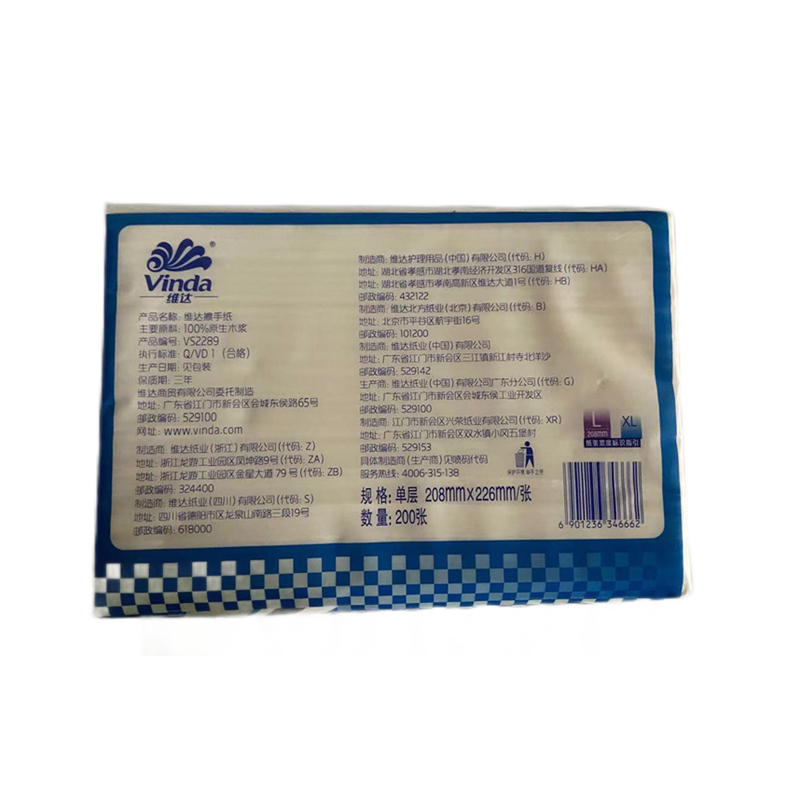 Vinda
维达
产品名称: 维达擦手纸
主要原料: 100%原生木浆
产品编号: VS2289
执行标准: Q/VD 1 (合格)
生产日期: 见包装
保质期: 三年
维达商贸有限公司委托制造
地址: 广东省江门市新会区会城东侯路65号
邮政编码: 529100
网址: www.vinda.com
制造商: 维达纸业(浙江)有限公司(代码: Z)
地址: 浙江龙游工业园区凤坤路9号(代码: ZA)
浙江龙游工业园区金星大道 79 号(代码: ZB)
邮政编码: 324400
制造商: 维达纸业(四川)有限公司(代码: S)
地址: 四川省德阳市区龙泉山南路三段19号
邮政编码: 618000
制造商: 维达护理用品(中国)有限公司(代码: H)
地址: 湖北省孝感市湖北孝南经济开发区316国道复线(代码: HA)
湖北省孝感市孝南高新区维达大道1号(代码: HB)
邮政编码: 432122
制造商: 维达北方纸业(北京)有限公司(代码: B)
地址: 北京市平谷区航宇街16号
邮政编码: 101200
制造商: 维达纸业(中国)有限公司
地址: 广东省江门市新会区三江镇新江村寺北洋沙
邮政编码: 529142
生产商: 维达纸业(中国)有限公司广东分公司(代码: G)
地址: 广东省江门市新会区会城东侯工业开发区
邮政编码: 529100
制造商: 江门市新会区兴荣纸业有限公司(代码: XR)
地址: 广东省江门市新会区双水镇小冈五堡村
邮政编码: 529153
具体制造商(生产商)见喷码代码
服务热线: 4006-315-138
规 格: 单层 208mm×226mm/张
数 量: 200张
L
208mm
XL
纸张宽度标识指引
保护环境 举手之劳
6 901236 346662